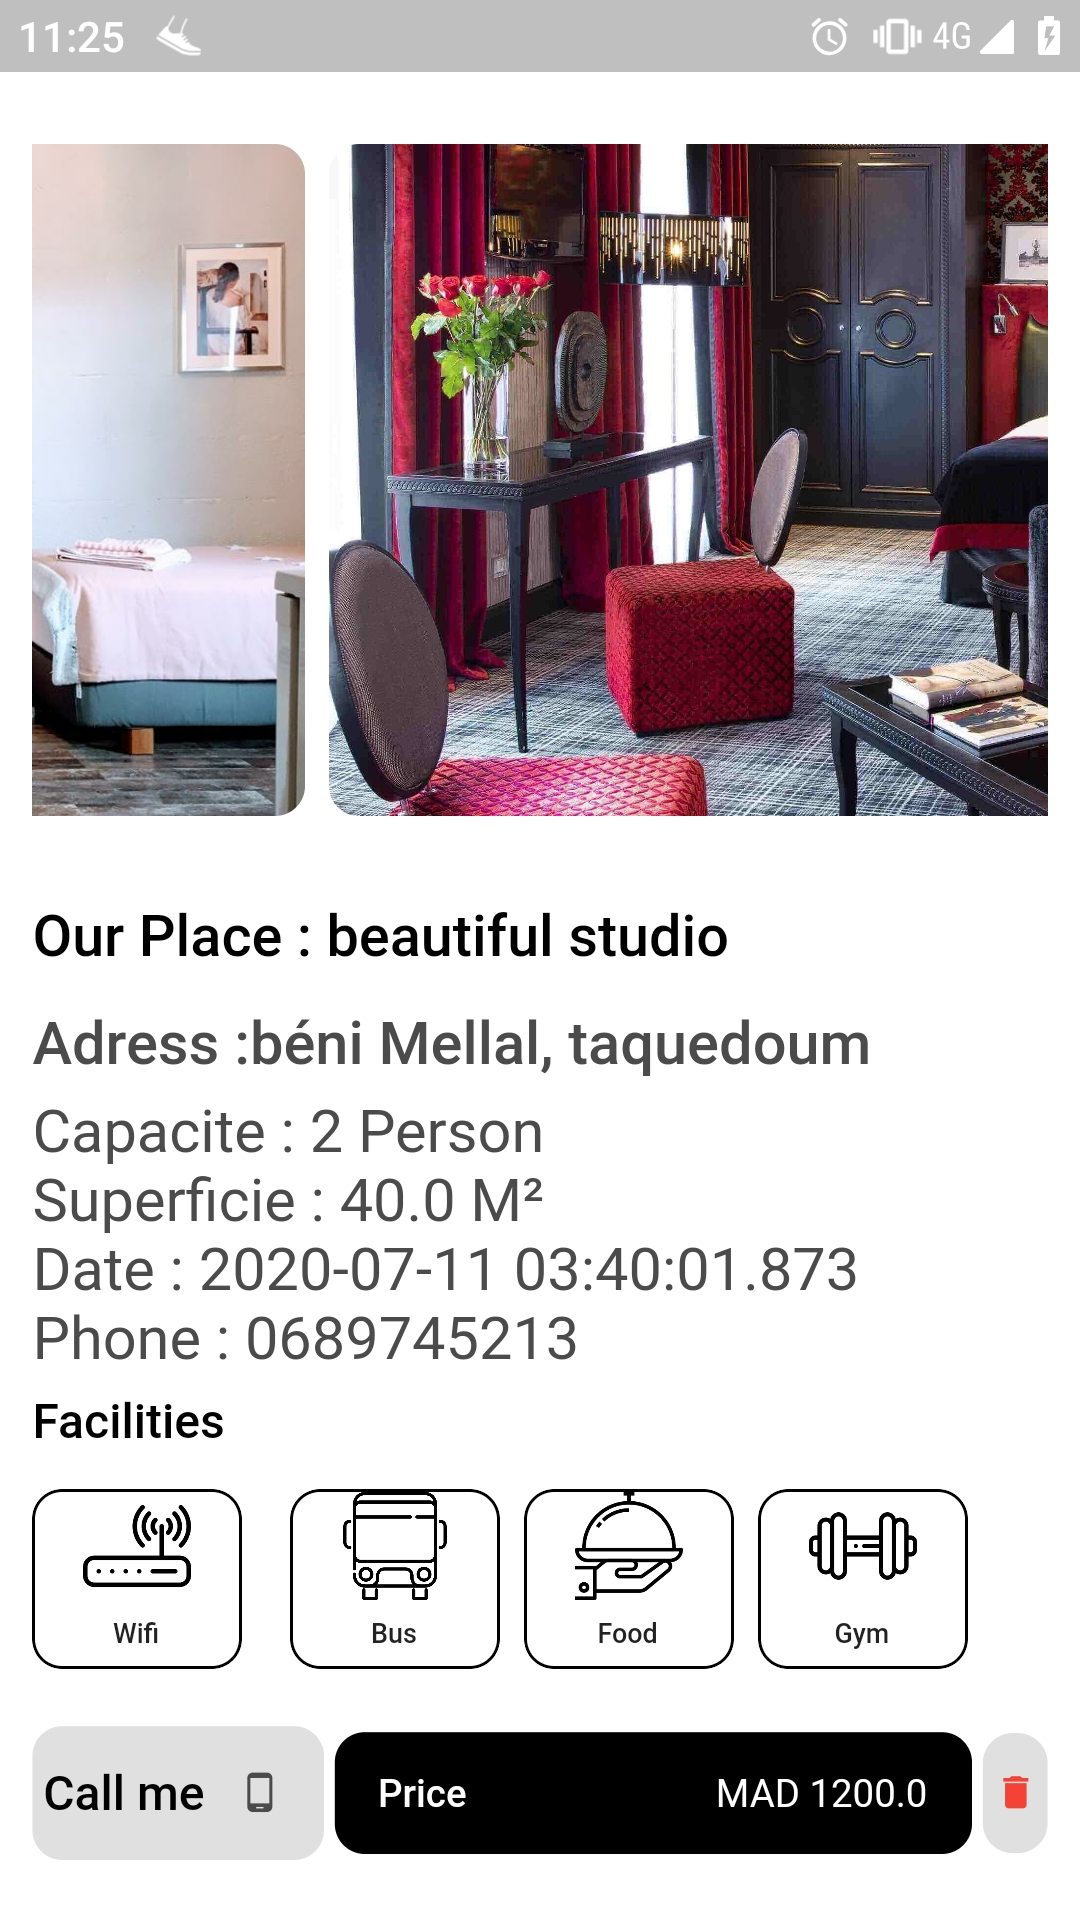 11:25
4G
Our Place : beautiful studio
Adress :béni Mellal, taquedoum
Capacite : 2 Person
Superficie : 40.0 M²
Date : 2020-07-11 03:40:01.873
Phone : 0689745213
Facilities
Wifi
Bus
Food
Gym
Call me
Price
MAD 1200.0